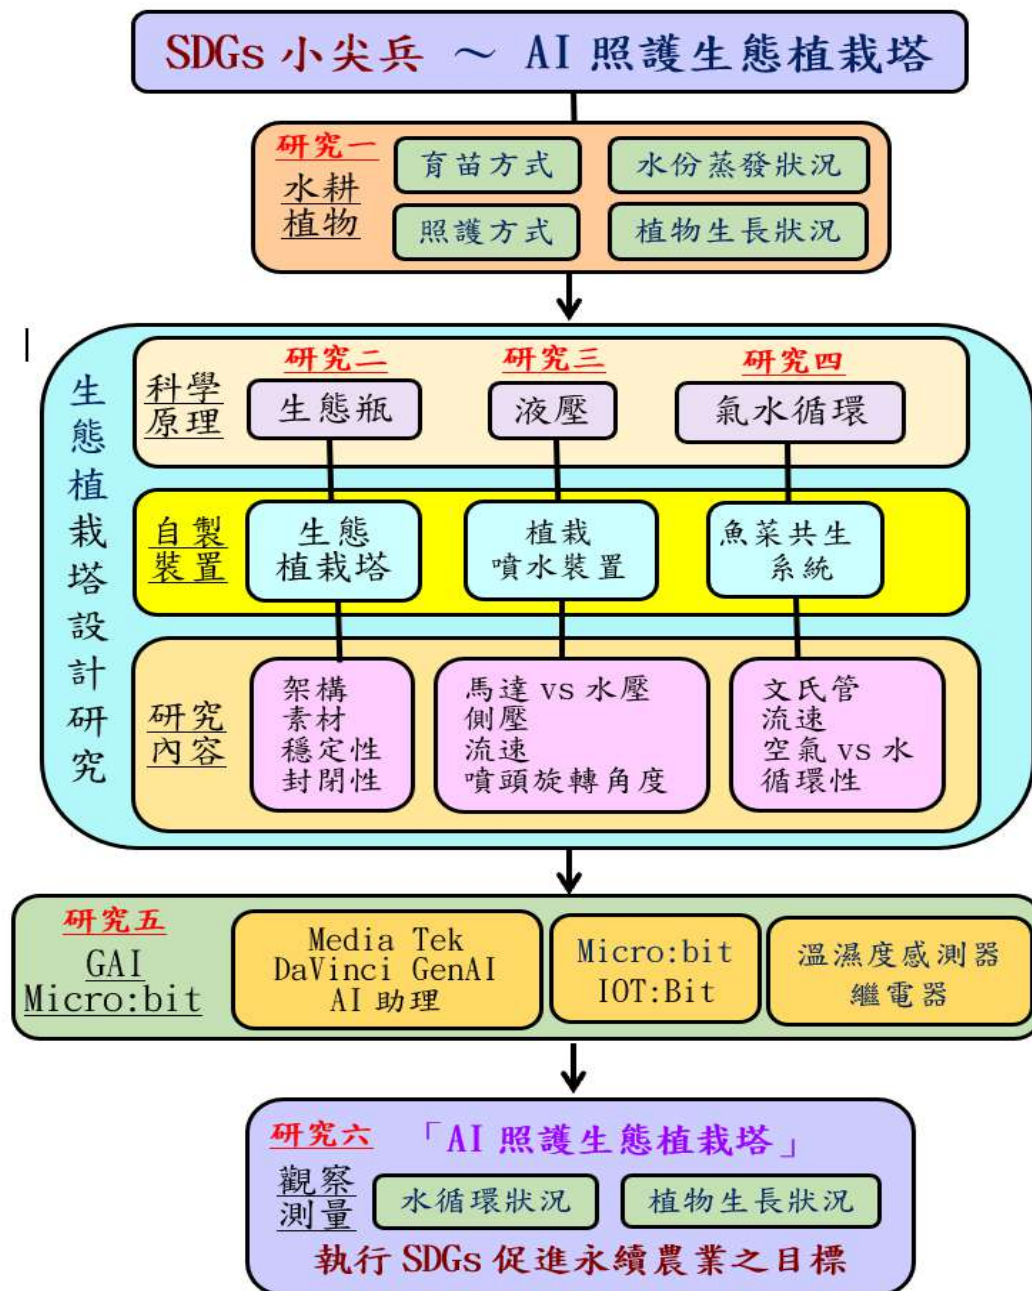 SDGs 小尖兵 ～ AI 照護生態植栽塔
研究一
水耕
植物
育苗方式
水份蒸發狀況
照護方式
植物生長狀況
生態植栽塔設計研究
科學
原理
研究二
生態瓶
研究三
液壓
研究四
氣水循環
自製
裝置
生態
植栽塔
植栽
噴水裝置
魚菜共生
系統
研究
內容
架構
素材
穩定性
封閉性
馬達 vs 水壓
側壓
流速
噴頭旋轉角度
文氏管
流速
空氣 vs 水
循環性
研究五
GAI
Micro:bit
Media Tek
DaVinci GenAI
AI 助理
Micro:bit
IOT:Bit
溫濕度感測器
繼電器
研究六
「AI 照護生態植栽塔」
觀察
測量
水循環狀況
植物生長狀況
執行 SDGs 促進永續農業之目標